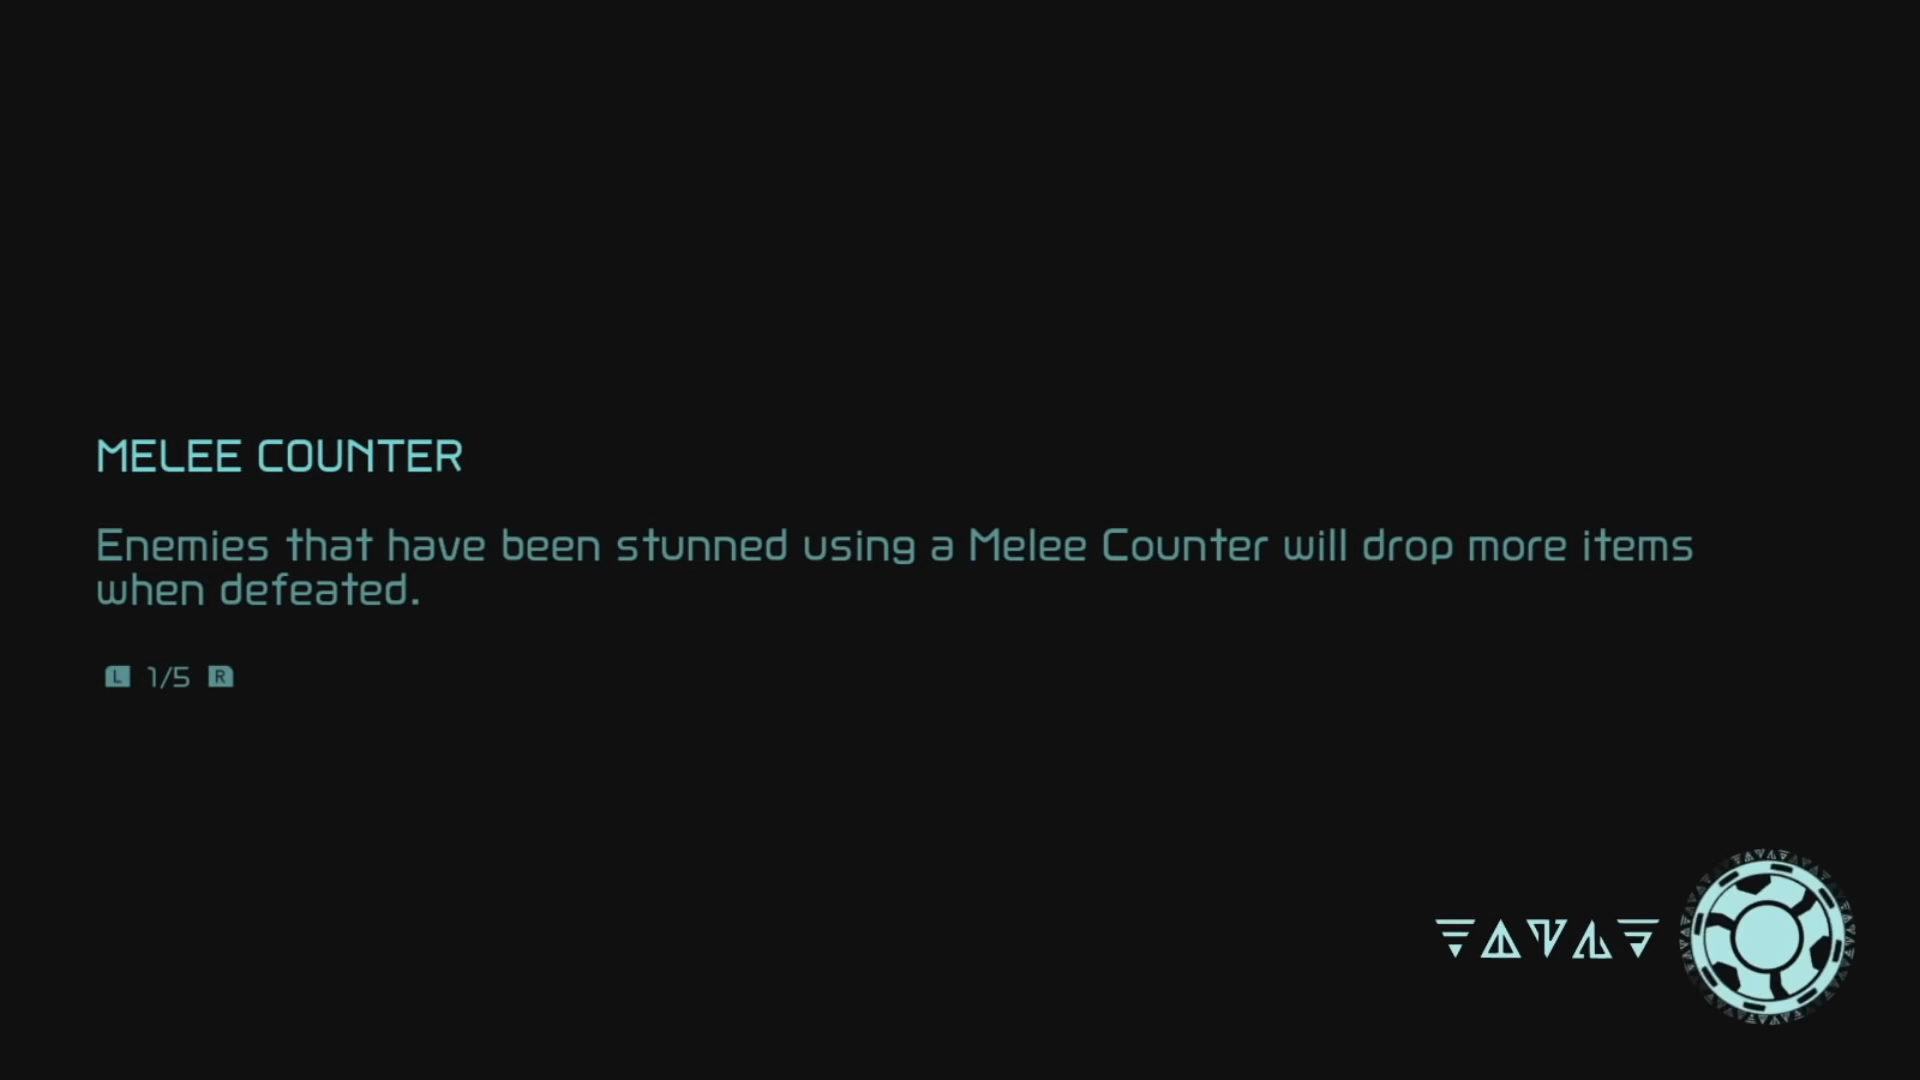 MELEE COUNTER
Enemies that have been stunned using a Melee Counter will drop more items
when defeated.
L 1/5 R